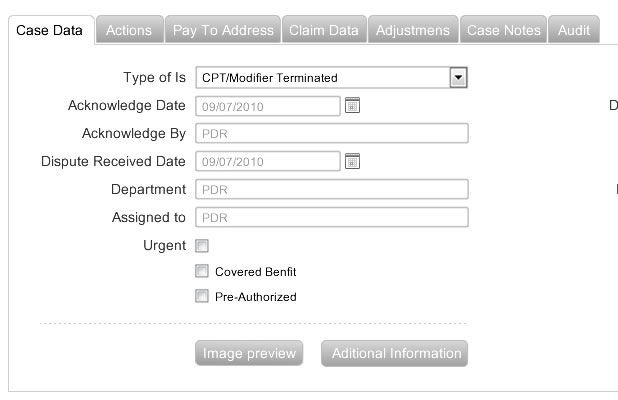 Case Data Actions Pay To Address Claim Data Adjustmens Case Notes Audit
Type of Is CPT/Modifier Terminated
Acknowledge Date 09/07/2010 D
Acknowledge By PDR
Dispute Received Date 09/07/2010
Department PDR
Assigned to PDR
Urgent
Covered Benfit
Pre-Authorized
Image preview Aditional Information